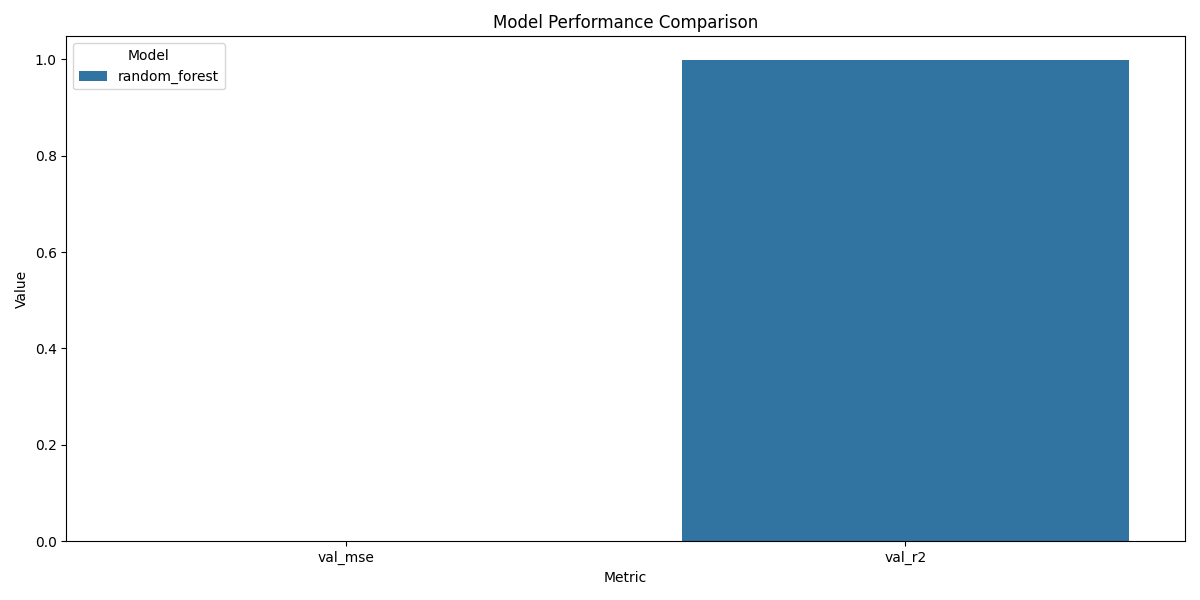 Model Performance Comparison
Model
random_forest
1.0
0.8
0.6
0.4
0.2
0.0
Value
val_mse
val_r2
Metric